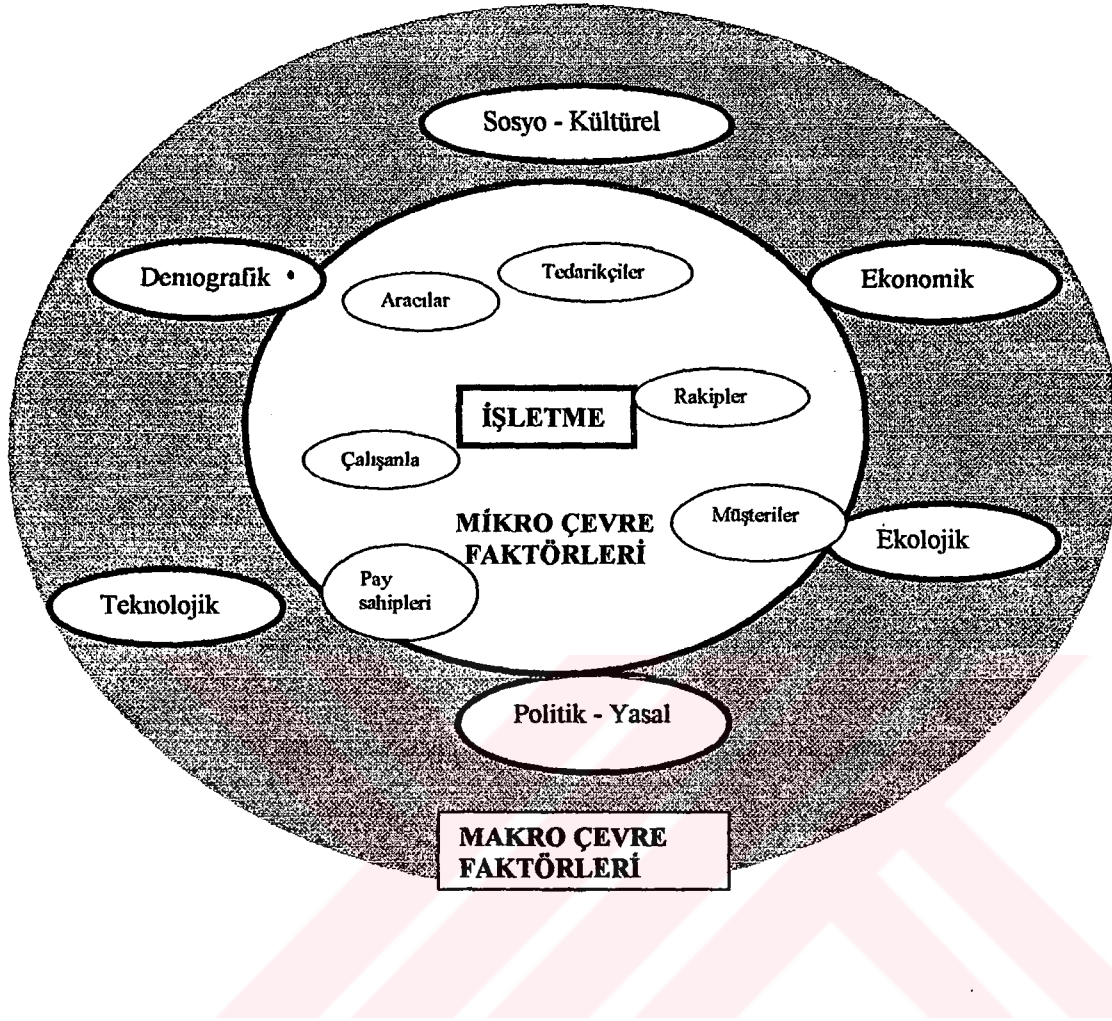 Sosyo - Kültürel
Demografik
Tedarikçiler
Ekonomik
Aracılar
Rakipler
İŞLETME
Çalışanla
Müşteriler
MİKRO ÇEVRE
FAKTÖRLERİ
Ekolojik
Pay
sahipleri
Teknolojik
Politik - Yasal
MAKRO ÇEVRE
FAKTÖRLERİ